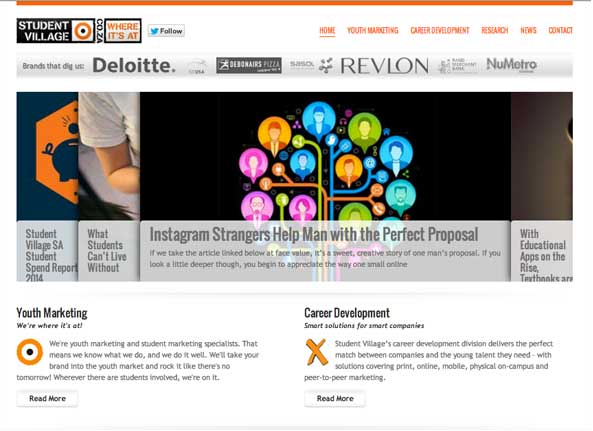 STUDENT VILLAGE CO.ZA WHERE IT'S AT
Follow
HOME YOUTH MARKETING CAREER DEVELOPMENT RESEARCH NEWS CONTACT
Brands that dig us: Deloitte. DEBONAIRS PIZZA SASOL REVLON RAND MERCHANT BANK NuMetro
Student
Village SA
Student
Spend Report
2014
What
Students
Can't Live
Without
Instagram Strangers Help Man with the Perfect Proposal
If we take the article linked below at face value, it's a sweet, creative story of one man's proposal. If you
look a little deeper though, you begin to appreciate the way one small online
With
Educational
Apps on the
Rise,
Textbooks are
Youth Marketing
We're where it's at!
We're youth marketing and student marketing specialists. That
means we know what we do, and we do it well. We'll take your
brand into the youth market and rock it like there's no
tomorrow! Wherever there are students involved, we're on it.
Read More
Career Development
Smart solutions for smart companies
Student Village's career development division delivers the perfect
match between companies and the young talent they need – with
solutions covering print, online, mobile, physical on-campus and
peer-to-peer marketing.
Read More